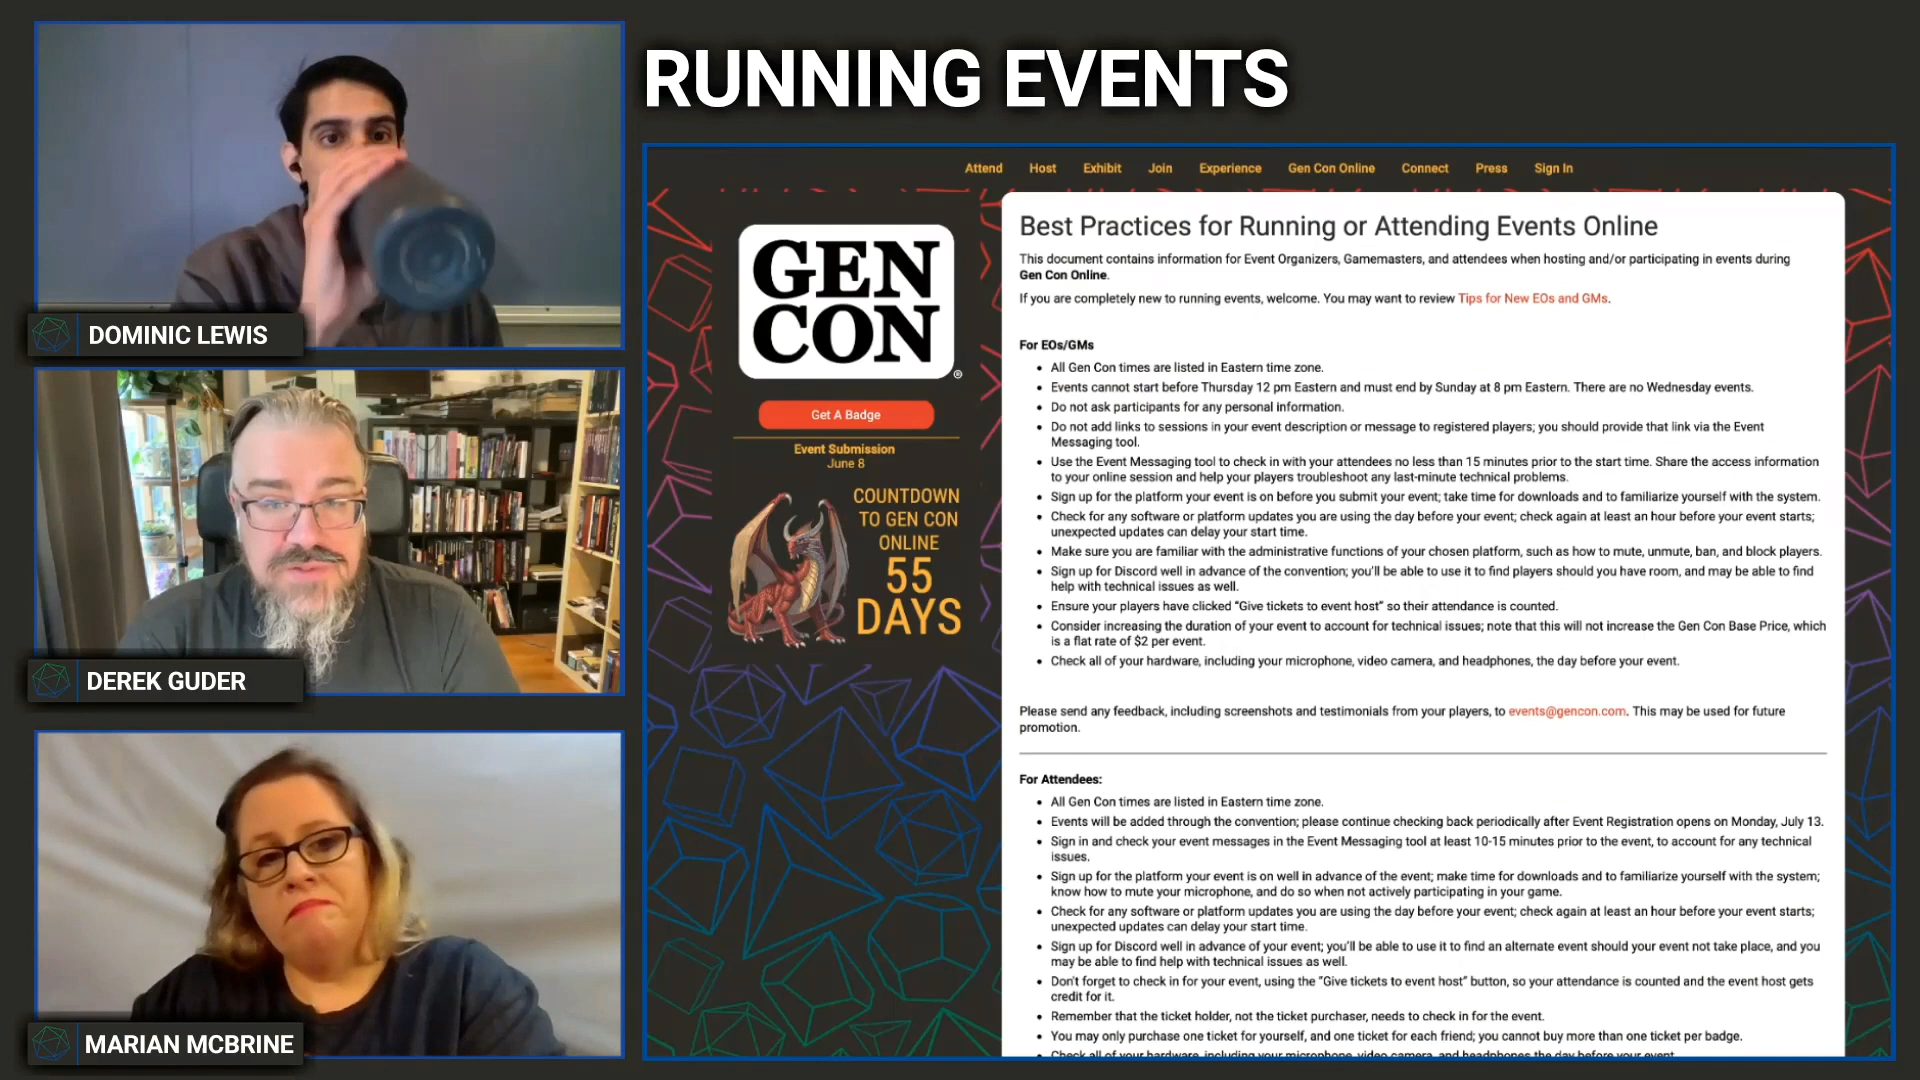 RUNNING EVENTS
DOMINIC LEWIS
DEREK GUDER
MARIAN MCBRINE
Attend Host Exhibit Join Experience Gen Con Online Connect Press Sign In
GEN
CON
®
Get A Badge
Event Submission
June 8
COUNTDOWN
TO GEN CON
ONLINE
55
DAYS
Best Practices for Running or Attending Events Online
This document contains information for Event Organizers, Gamemasters, and attendees when hosting and/or participating in events during
Gen Con Online.
If you are completely new to running events, welcome. You may want to review Tips for New EOs and GMs.
For EOs/GMs
• All Gen Con times are listed in Eastern time zone.
• Events cannot start before Thursday 12 pm Eastern and must end by Sunday at 8 pm Eastern. There are no Wednesday events.
• Do not ask participants for any personal information.
• Do not add links to sessions in your event description or message to registered players; you should provide that link via the Event
Messaging tool.
• Use the Event Messaging tool to check in with your attendees no less than 15 minutes prior to the start time. Share the access information
to your online session and help your players troubleshoot any last-minute technical problems.
• Sign up for the platform your event is on before you submit your event; take time for downloads and to familiarize yourself with the system.
• Check for any software or platform updates you are using the day before your event; check again at least an hour before your event starts;
unexpected updates can delay your start time.
• Make sure you are familiar with the administrative functions of your chosen platform, such as how to mute, unmute, ban, and block players.
• Sign up for Discord well in advance of the convention; you'll be able to use it to find players should you have room, and may be able to find
help with technical issues as well.
• Ensure your players have clicked “Give tickets to event host” so their attendance is counted.
• Consider increasing the duration of your event to account for technical issues; note that this will not increase the Gen Con Base Price, which
is a flat rate of $2 per event.
• Check all of your hardware, including your microphone, video camera, and headphones, the day before your event.
Please send any feedback, including screenshots and testimonials from your players, to events@gencon.com. This may be used for future
promotion.
For Attendees:
• All Gen Con times are listed in Eastern time zone.
• Events will be added through the convention; please continue checking back periodically after Event Registration opens on Monday, July 13.
• Sign in and check your event messages in the Event Messaging tool at least 10-15 minutes prior to the event, to account for any technical
issues.
• Sign up for the platform your event is on well in advance of the event; make time for downloads and to familiarize yourself with the system;
know how to mute your microphone, and do so when not actively participating in your game.
• Check for any software or platform updates you are using the day before your event; check again at least an hour before your event starts;
unexpected updates can delay your start time.
• Sign up for Discord well in advance of your event; you'll be able to use it to find an alternate event should your event not take place, and you
may be able to find help with technical issues as well.
• Don't forget to check in for your event, using the “Give tickets to event host” button, so your attendance is counted and the event host gets
credit for it.
• Remember that the ticket holder, not the ticket purchaser, needs to check in for the event.
• You may only purchase one ticket for yourself, and one ticket for each friend; you cannot buy more than one ticket per badge.
• Check all of your hardware, including your microphone, video camera, and headphones the day before your event